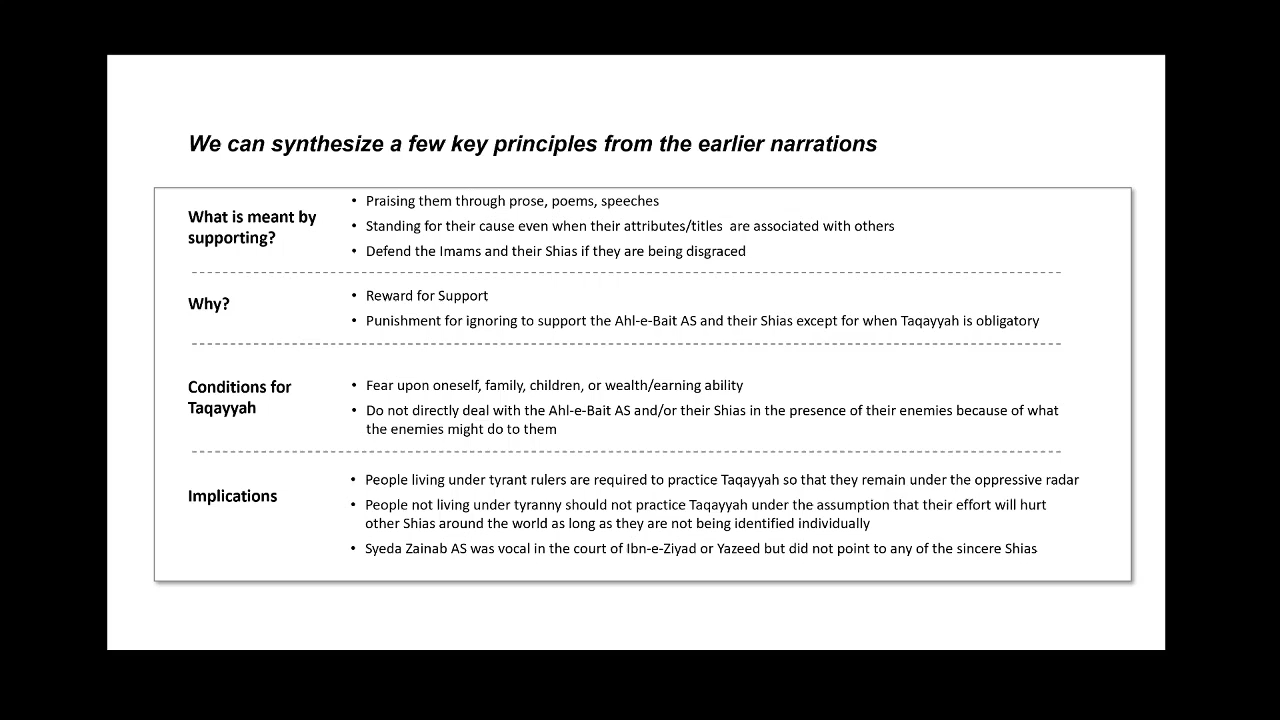 We can synthesize a few key principles from the earlier narrations
What is meant by
supporting?
• Praising them through prose, poems, speeches
• Standing for their cause even when their attributes/titles  are associated with others
• Defend the Imams and their Shias if they are being disgraced
Why?
• Reward for Support
• Punishment for ignoring to support the Ahl-e-Bait AS and their Shias except for when Taqayyah is obligatory
Conditions for
Taqayyah
• Fear upon oneself, family, children, or wealth/earning ability
• Do not directly deal with the Ahl-e-Bait AS and/or their Shias in the presence of their enemies because of what
the enemies might do to them
Implications
• People living under tyrant rulers are required to practice Taqayyah so that they remain under the oppressive radar
• People not living under tyranny should not practice Taqayyah under the assumption that their effort will hurt
other Shias around the world as long as they are not being identified individually
• Syeda Zainab AS was vocal in the court of Ibn-e-Ziyad or Yazeed but did not point to any of the sincere Shias